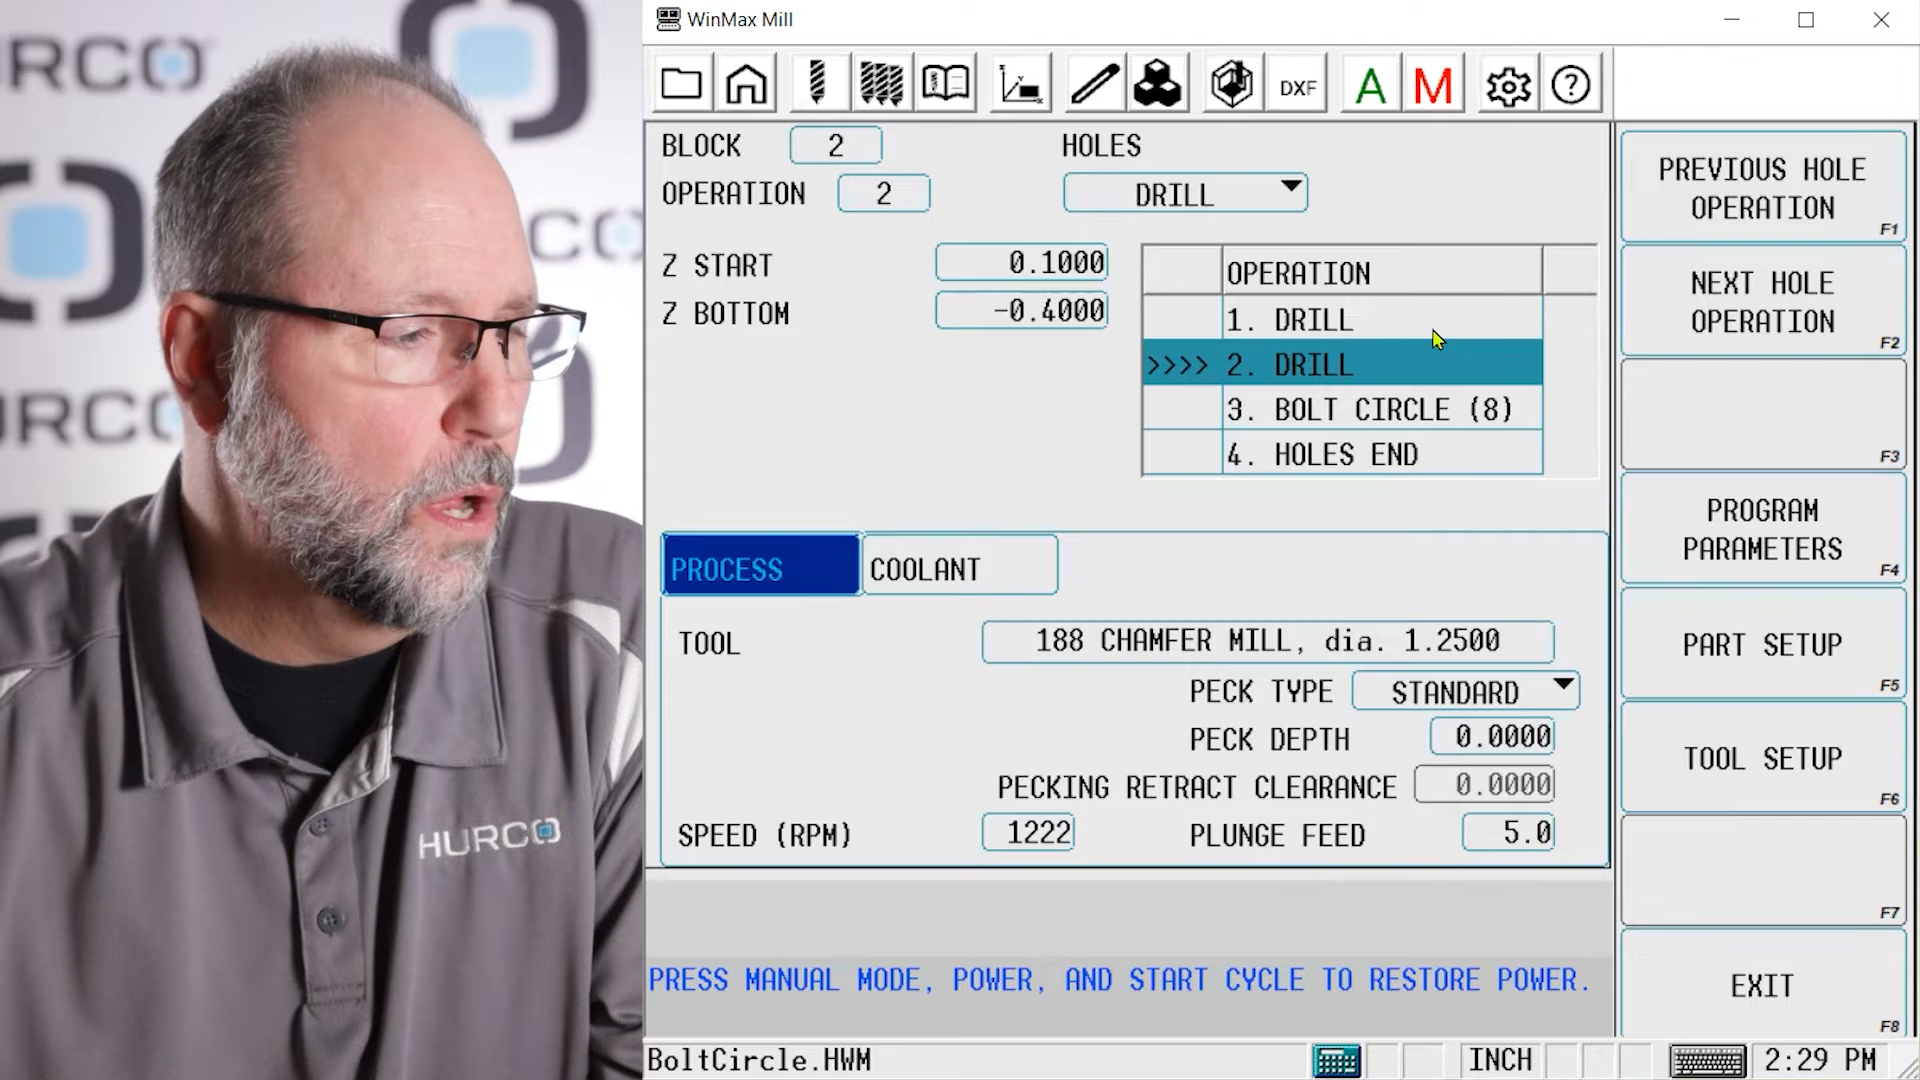 WinMax Mill
DXF
A
M
BLOCK 2
HOLES
OPERATION 2
DRILL
Z START 0.1000
Z BOTTOM -0.4000
OPERATION
1. DRILL
>>>> 2. DRILL
3. BOLT CIRCLE (8)
4. HOLES END
PROCESS
COOLANT
TOOL 188 CHAMFER MILL, dia. 1.2500
PECK TYPE STANDARD
PECK DEPTH 0.0000
PECKING RETRACT CLEARANCE 0.0000
SPEED (RPM) 1222
PLUNGE FEED 5.0
PRESS MANUAL MODE, POWER, AND START CYCLE TO RESTORE POWER.
BoltCircle.HWM
INCH
2:29 PM
PREVIOUS HOLE
OPERATION
F1
NEXT HOLE
OPERATION
F2
F3
PROGRAM
PARAMETERS
F4
PART SETUP
F5
TOOL SETUP
F6
F7
EXIT
F8
HURCO
URCO
URCO
CO